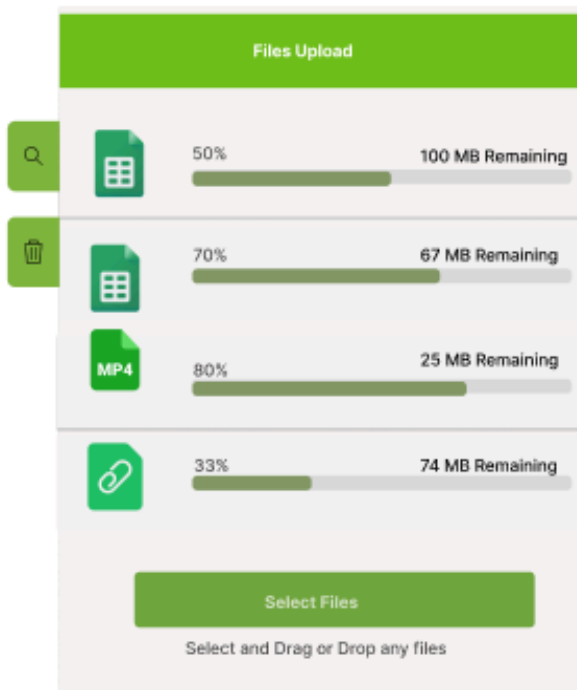 Files Upload
50%
100 MB Remaining
70%
67 MB Remaining
MP4
80%
25 MB Remaining
33%
74 MB Remaining
Select Files
Select and Drag or Drop any files